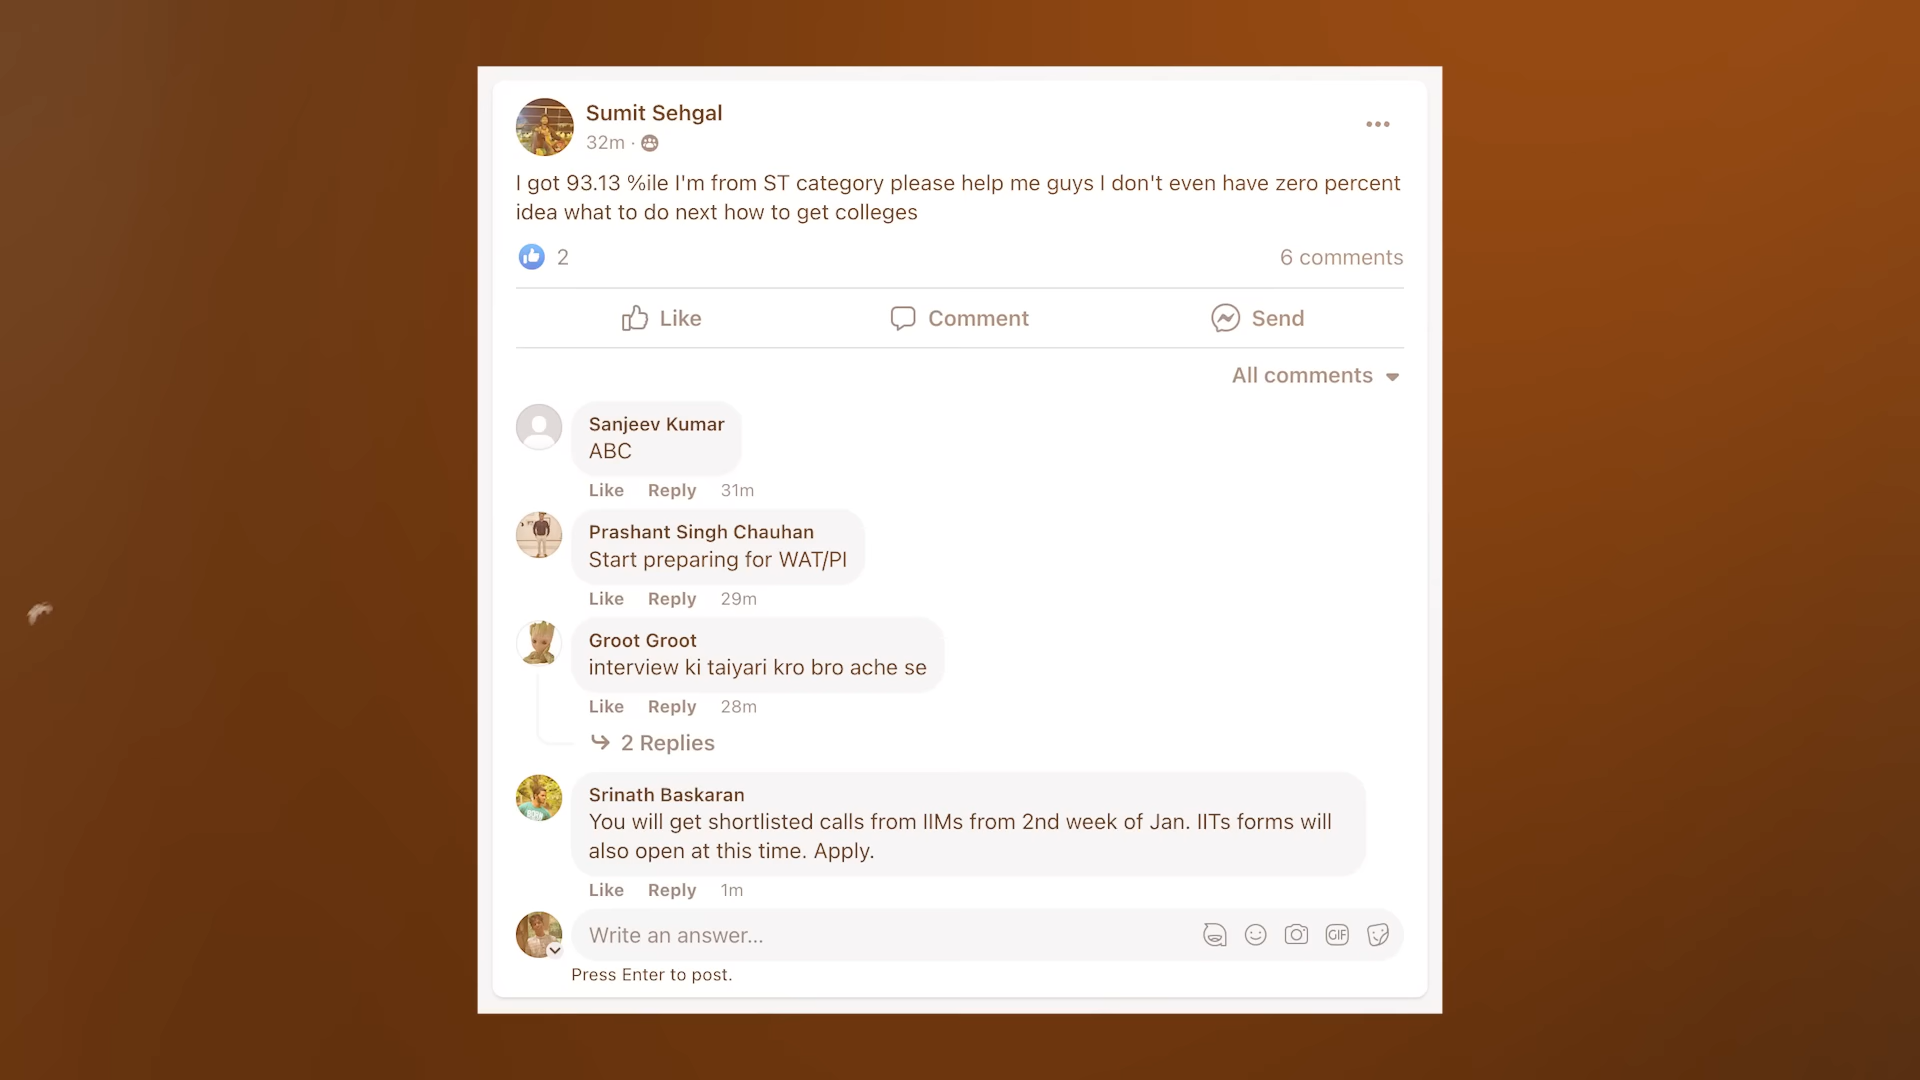 Sumit Sehgal
32m ·
I got 93.13 %ile I'm from ST category please help me guys I don't even have zero percent
idea what to do next how to get colleges
2
6 comments
Like
Comment
Send
All comments
Sanjeev Kumar
ABC
Like Reply 31m
Prashant Singh Chauhan
Start preparing for WAT/PI
Like Reply 29m
Groot Groot
interview ki taiyari kro bro ache se
Like Reply 28m
2 Replies
Srinath Baskaran
You will get shortlisted calls from IIMs from 2nd week of Jan. IITs forms will
also open at this time. Apply.
Like Reply 1m
Write an answer...
GIF
Press Enter to post.